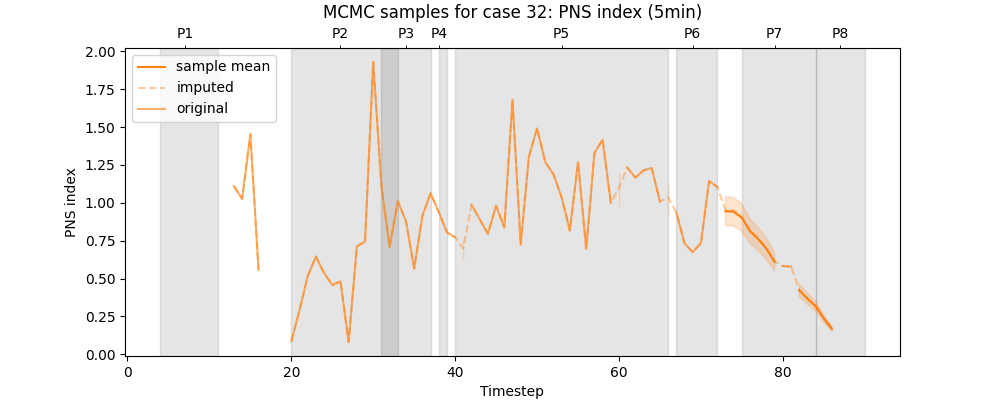 MCMC samples for case 32: PNS index (5min)
P1 P2 P3 P4 P5 P6 P7 P8
2.00
1.75
1.50
1.25
1.00
0.75
0.50
0.25
0.00
PNS index
sample mean
imputed
original
0 20 40 60 80
Timestep